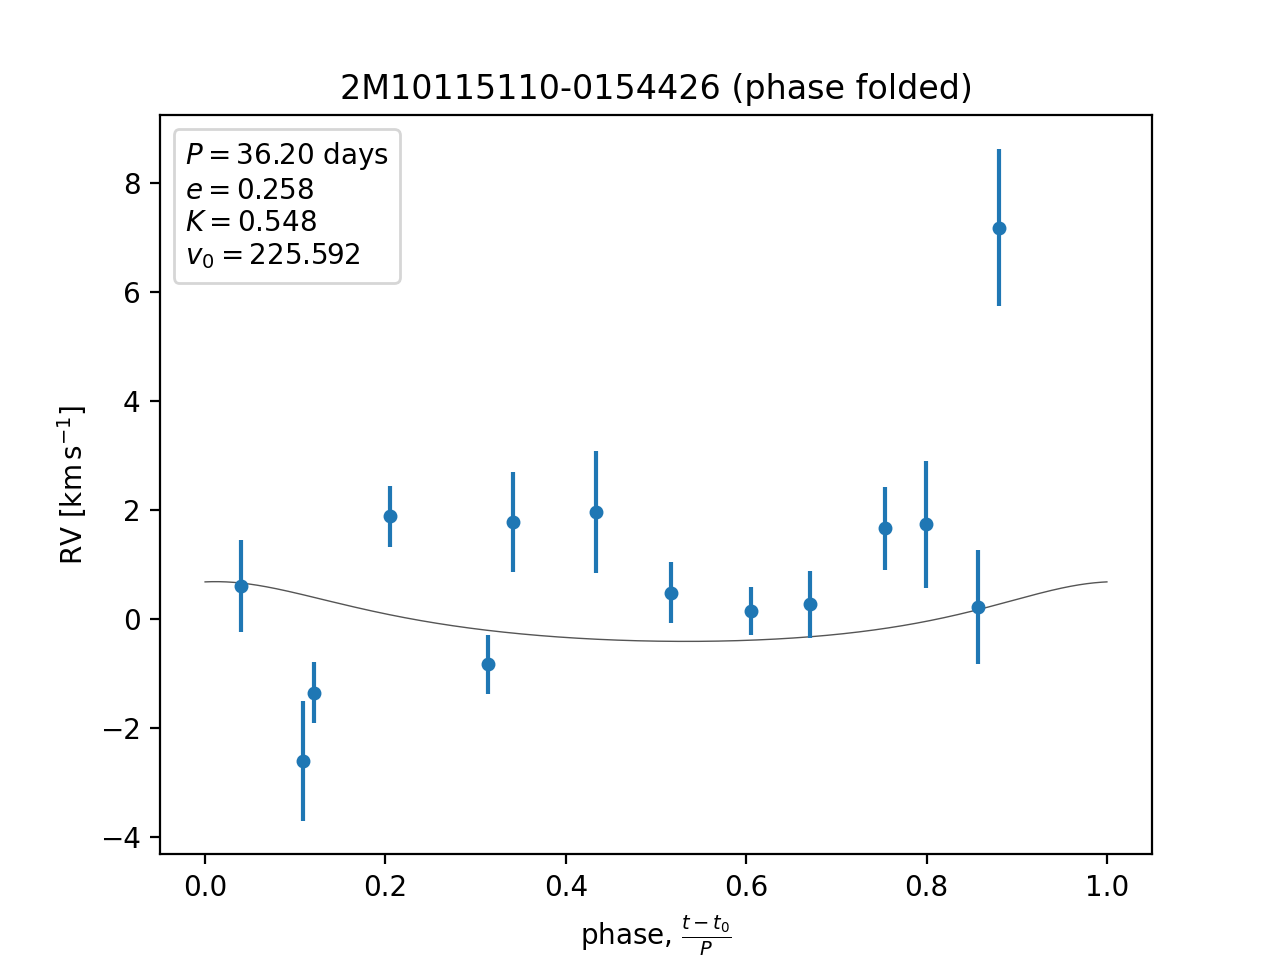 2M10115110-0154426 (phase folded)
P = 36.20 days
e = 0.258
K = 0.548
v₀ = 225.592
8
6
4
2
0
−2
−4
RV [km s⁻¹]
0.0 0.2 0.4 0.6 0.8 1.0
phase, (t − t₀)/P